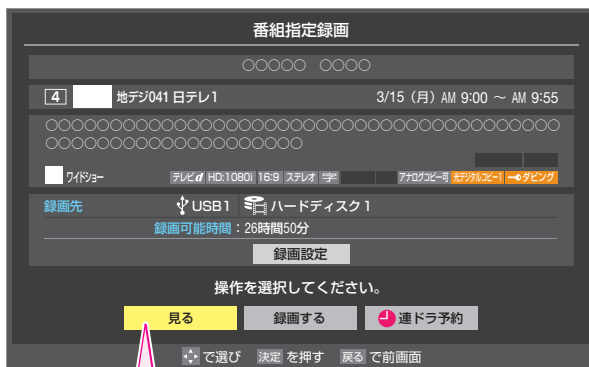 番組指定録画
○○○○○ ○○○○
4 地デジ041 日テレ1 3/15（月）AM 9:00 ～ AM 9:55
○○○○○○○○○○○○○○○○○○○○○○○○○○○○○○○○○○○
○○○○○○○○○○○○○○○○○
ワイドショー テレビd HD:1080i 16:9 ステレオ 字 アナログコピー可 光デジタルコピー1 ダビング
録画先 USB1 ハードディスク1
録画可能時間：26時間50分
録画設定
操作を選択してください。
見る 録画する 連ドラ予約
で選び 決定 を押す 戻る で前画面